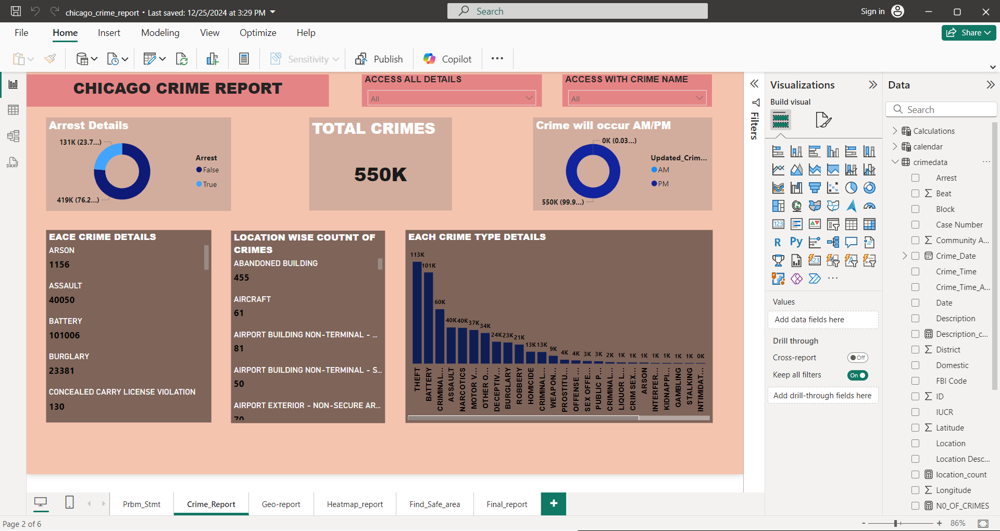 chicago_crime_report • Last saved: 12/25/2024 at 3:29 PM
Search
Sign in
File
Home
Insert
Modeling
View
Optimize
Help
Share
Sensitivity
Publish
Copilot
CHICAGO CRIME REPORT
ACCESS ALL DETAILS
All
ACCESS WITH CRIME NAME
All
Arrest Details
131K (23.7...)
419K (76.2...)
Arrest
False
True
TOTAL CRIMES
550K
Crime will occur AM/PM
0K (0.03...)
550K (99.9...)
Updated_Crim...
AM
PM
EACE CRIME DETAILS
ARSON
1156
ASSAULT
40050
BATTERY
101006
BURGLARY
23381
CONCEALED CARRY LICENSE VIOLATION
130
LOCATION WISE COUTNT OF
CRIMES
ABANDONED BUILDING
455
AIRCRAFT
61
AIRPORT BUILDING NON-TERMINAL - ...
81
AIRPORT BUILDING NON-TERMINAL - S...
50
AIRPORT EXTERIOR - NON-SECURE AR...
70
EACH CRIME TYPE DETAILS
113K
101K
60K
40K
40K
37K
34K
24K
23K
21K
13K
13K
9K
4K
4K
3K
3K
2K
1K
1K
1K
1K
1K
1K
1K
0K
THEFT
BATTERY
CRIMINAL...
ASSAULT
NARCOTICS
MOTOR V...
OTHER O...
DECEPTIV...
BURGLARY
ROBBERY
HOMICIDE
CRIMINAL...
WEAPON...
PROSTITU...
OFFENSE ...
SEX OFFE...
PUBLIC P...
CRIMINAL...
LIQUOR L...
CRIM SEX...
ARSON
INTERFER...
KIDNAPPI...
GAMBLING
STALKING
INTIMIDAT...
Filters
Visualizations
Build visual
123
R
Py
123
Values
Add data fields here
Drill through
Cross-report
Off
Keep all filters
On
Add drill-through fields here
Data
Search
Calculations
calendar
crimedata
Arrest
Beat
Block
Case Number
Community A...
Crime_Date
Crime_Time
Crime_Time_A...
Date
Description
Description_c...
District
Domestic
FBI Code
ID
IUCR
Latitude
Location
Location Desc...
location_count
Longitude
N0_OF_CRIMES
DAX
Prbm_Stmt
Crime_Report
Geo-report
Heatmap_report
Find_Safe_area
Final_report
+
Page 2 of 6
-
+
86%